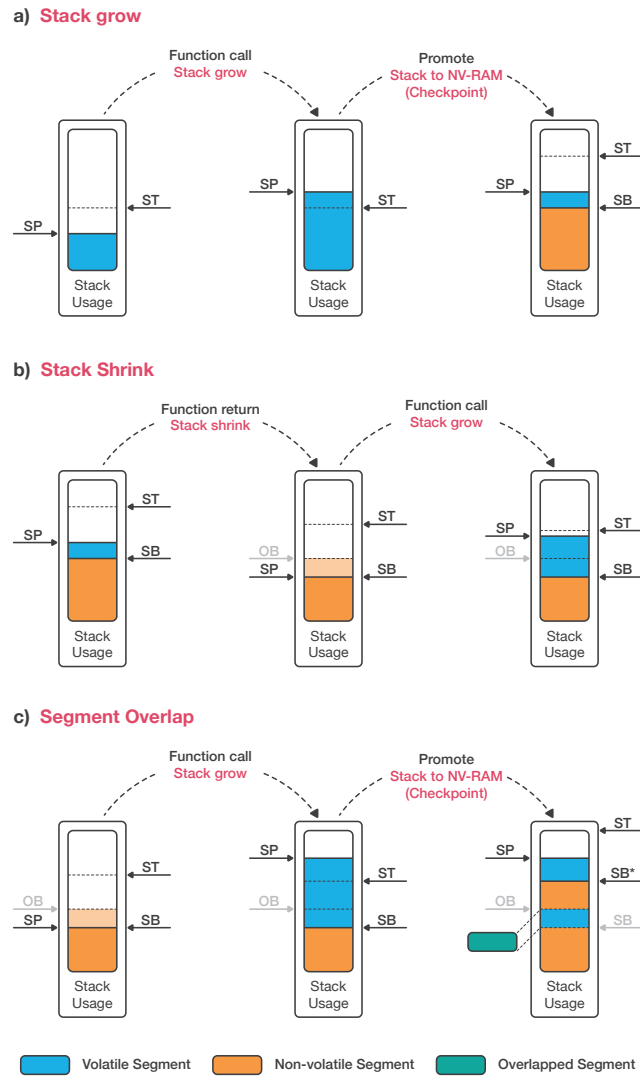 a) Stack grow
Function call
Stack grow
Promote
Stack to NV-RAM
(Checkpoint)
SP
ST
Stack
Usage
SP
ST
Stack
Usage
ST
SP
SB
Stack
Usage
b) Stack Shrink
Function return
Stack shrink
Function call
Stack grow
ST
SP
SB
Stack
Usage
ST
OB
SP
SB
Stack
Usage
ST
SP
OB
SB
Stack
Usage
c) Segment Overlap
Function call
Stack grow
Promote
Stack to NV-RAM
(Checkpoint)
ST
OB
SP
SB
Stack
Usage
SP
ST
OB
SB
Stack
Usage
ST
SP
SB*
OB
SB
Stack
Usage
Volatile Segment
Non-volatile Segment
Overlapped Segment